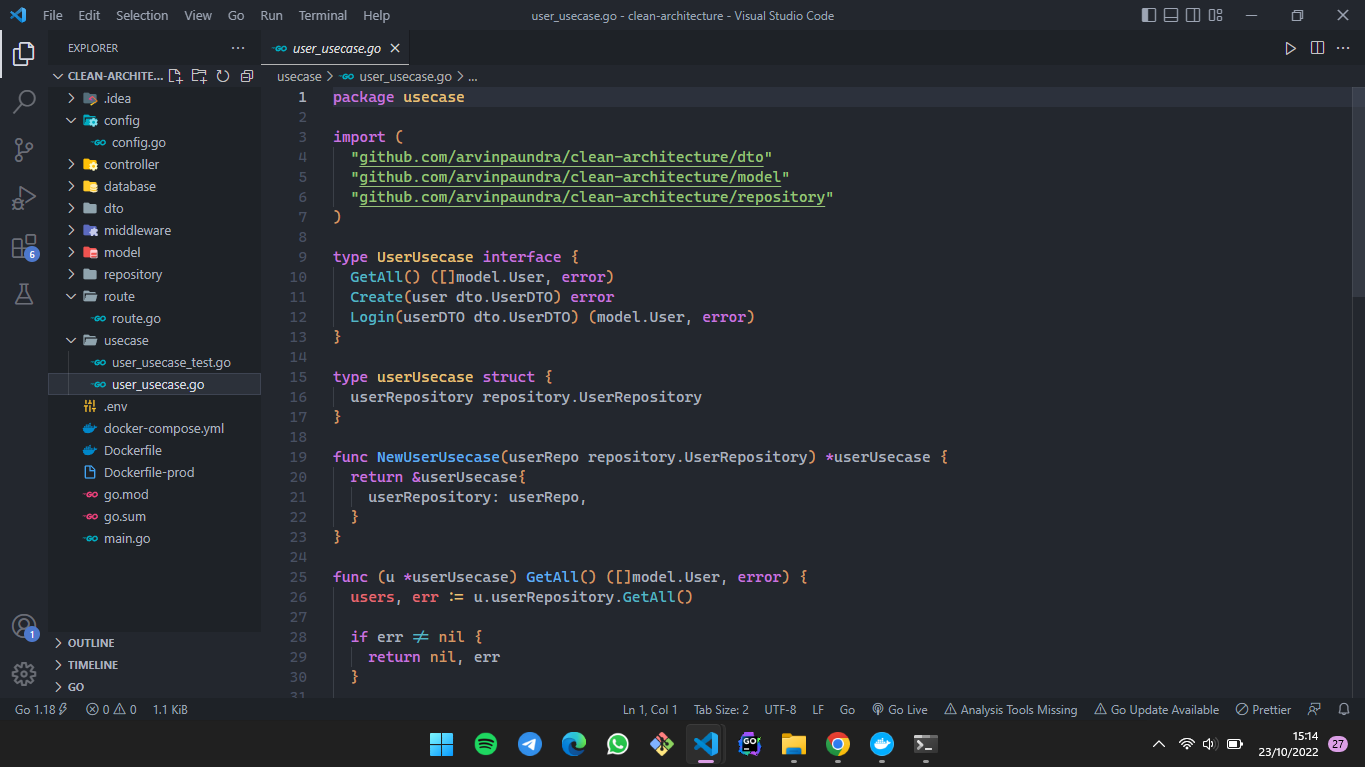 File Edit Selection View Go Run Terminal Help
user_usecase.go - clean-architecture - Visual Studio Code
EXPLORER
CLEAN-ARCHITE...
.idea
config
config.go
controller
database
dto
middleware
model
repository
route
route.go
usecase
user_usecase_test.go
user_usecase.go
.env
docker-compose.yml
Dockerfile
Dockerfile-prod
go.mod
go.sum
main.go
OUTLINE
TIMELINE
GO
6
1
user_usecase.go
usecase > user_usecase.go > ...
1 package usecase
2
3 import (
4 "github.com/arvinpaundra/clean-architecture/dto"
5 "github.com/arvinpaundra/clean-architecture/model"
6 "github.com/arvinpaundra/clean-architecture/repository"
7 )
8
9 type UserUsecase interface {
10 GetAll() ([]model.User, error)
11 Create(user dto.UserDTO) error
12 Login(userDTO dto.UserDTO) (model.User, error)
13 }
14
15 type userUsecase struct {
16 userRepository repository.UserRepository
17 }
18
19 func NewUserUsecase(userRepo repository.UserRepository) *userUsecase {
20 return &userUsecase{
21 userRepository: userRepo,
22 }
23 }
24
25 func (u *userUsecase) GetAll() ([]model.User, error) {
26 users, err := u.userRepository.GetAll()
27
28 if err != nil {
29 return nil, err
30 }
31
Go 1.18 0 0 1.1 KiB Ln 1, Col 1 Tab Size: 2 UTF-8 LF Go Go Live Analysis Tools Missing Go Update Available Prettier
15:14
23/10/2022
27